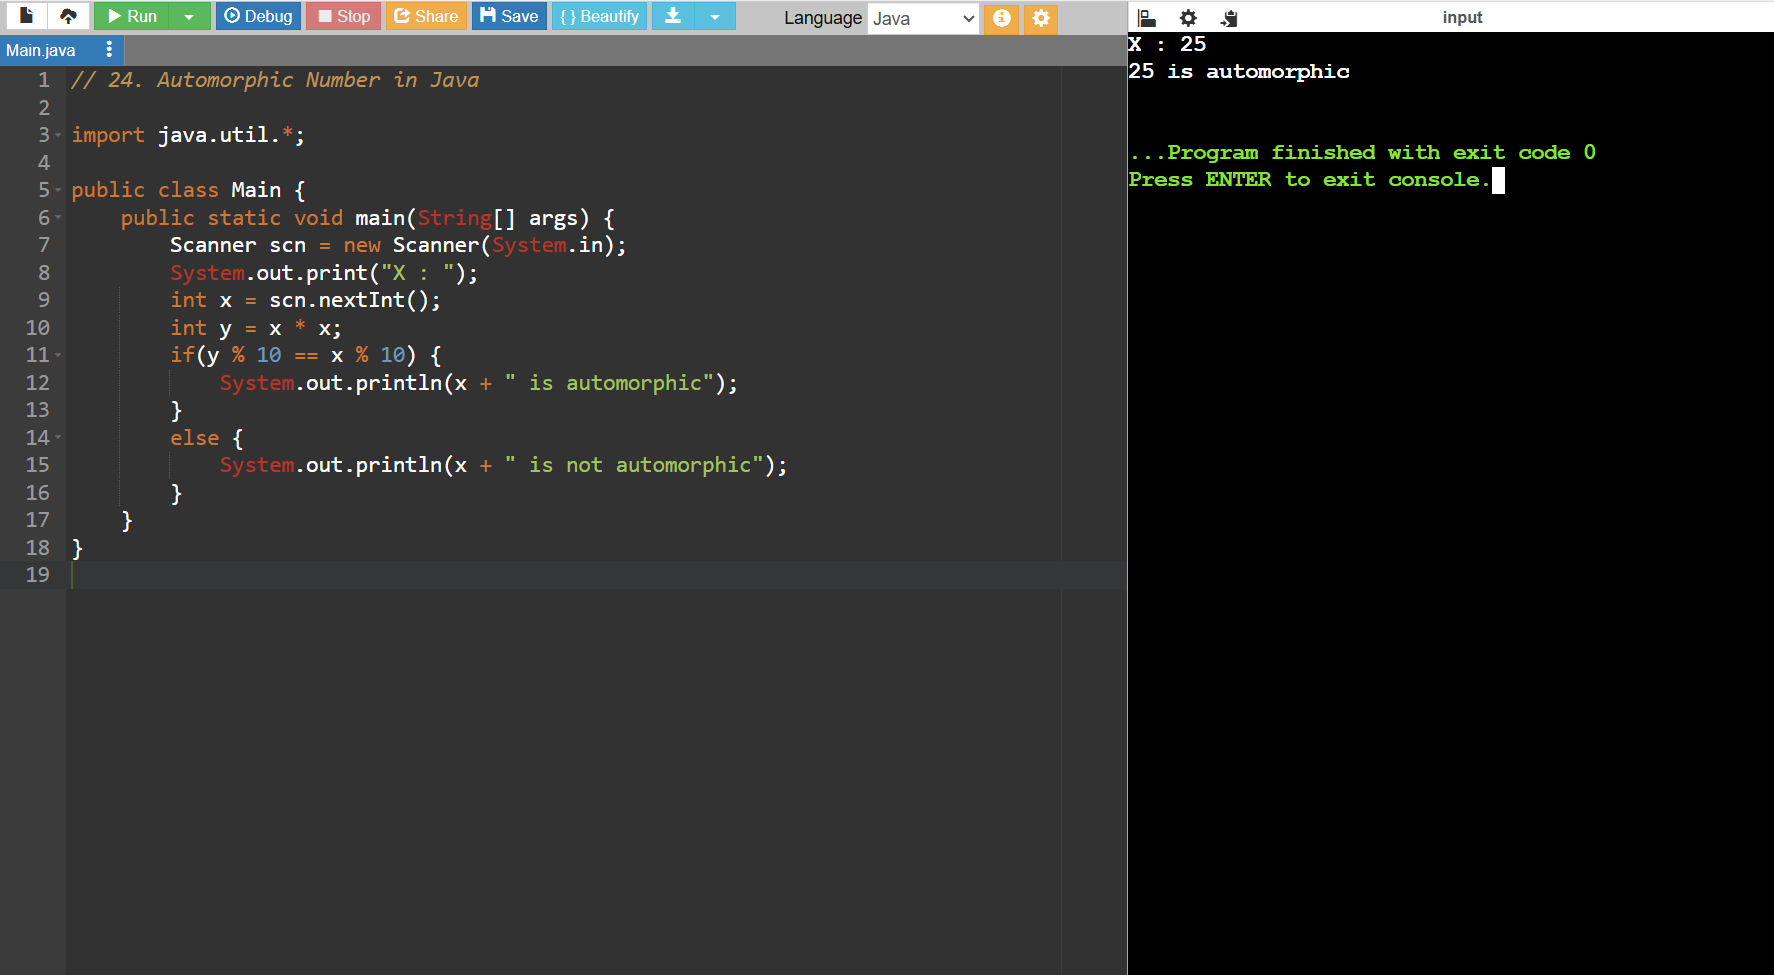 Run Debug Stop Share Save { } Beautify Language Java
Main.java
1 // 24. Automorphic Number in Java
2
3 import java.util.*;
4
5 public class Main {
6     public static void main(String[] args) {
7         Scanner scn = new Scanner(System.in);
8         System.out.print("X : ");
9         int x = scn.nextInt();
10         int y = x * x;
11         if(y % 10 == x % 10) {
12             System.out.println(x + " is automorphic");
13         }
14         else {
15             System.out.println(x + " is not automorphic");
16         }
17     }
18 }
19
input
X : 25
25 is automorphic
...Program finished with exit code 0
Press ENTER to exit console.